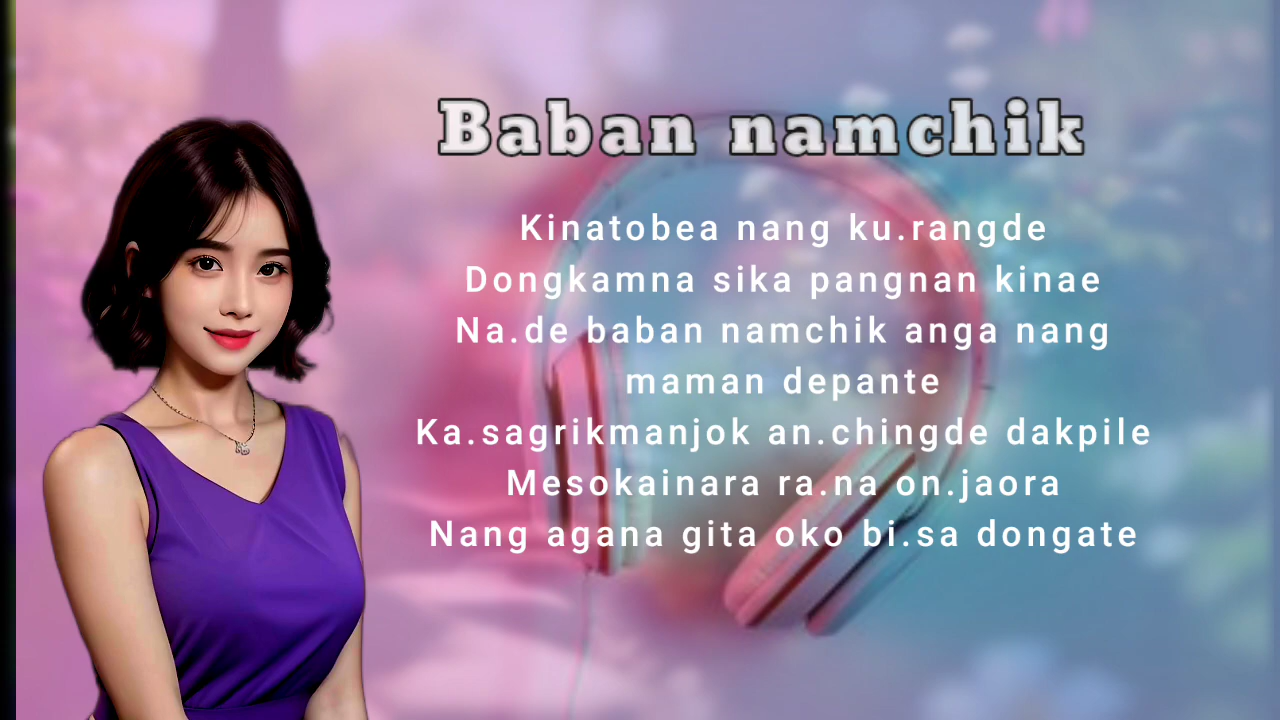 Baban namchik
Kinatobea nang ku.rangde
Dongkamna sika pangnan kinae
Na.de baban namchik anga nang
maman depante
Ka.sagrikmanjok an.chingde dakpile
Mesokainara ra.na on.jaora
Nang agana gita oko bi.sa dongate